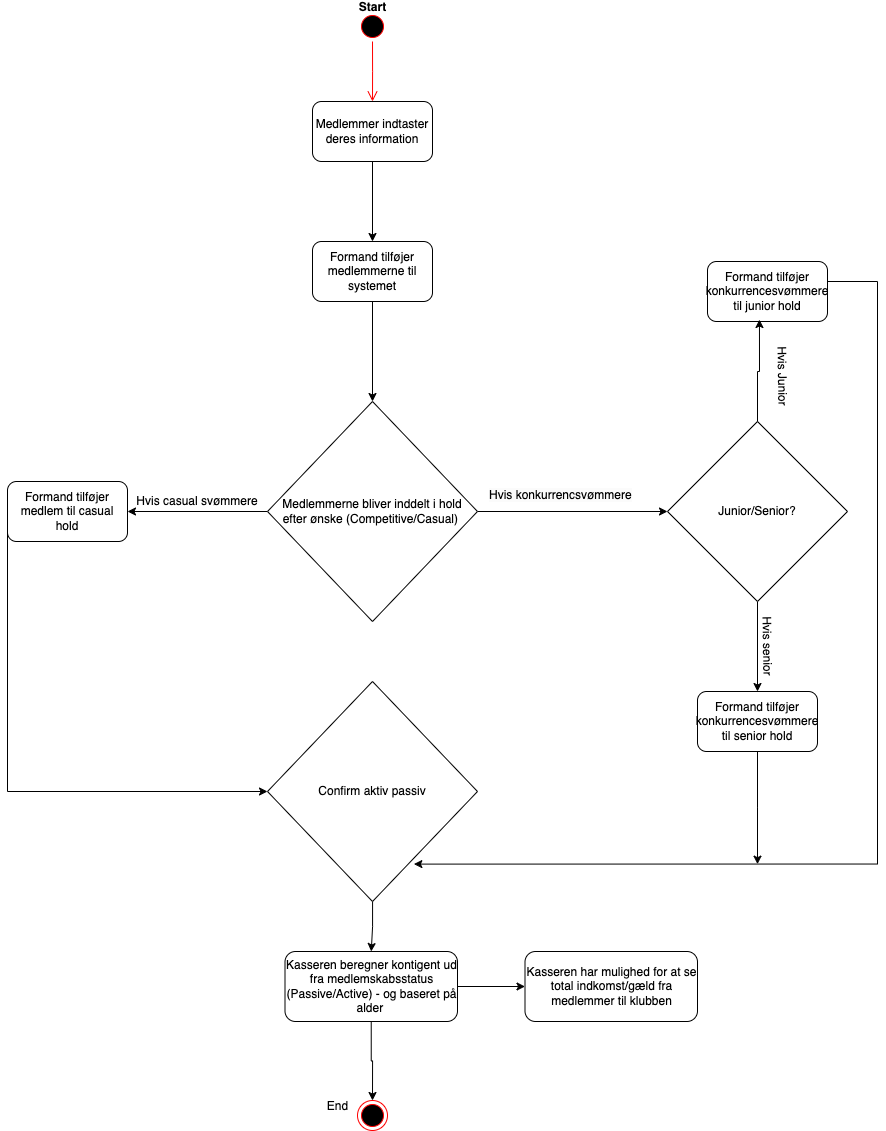 Start
Medlemmer indtaster
deres information
Formand tilføjer
medlemmerne til
systemet
Formand tilføjer
konkurrencesvømmere
til junior hold
Hvis Junior
Formand tilføjer
medlem til casual
hold
Hvis casual svømmere
Medlemmerne bliver inddelt i hold
efter ønske (Competitive/Casual)
Hvis konkurrencsvømmere
Junior/Senior?
Hvis senior
Formand tilføjer
konkurrencesvømmere
til senior hold
Confirm aktiv passiv
Kasseren beregner kontigent ud
fra medlemskabsstatus
(Passive/Active) - og baseret på
alder
Kasseren har mulighed for at se
total indkomst/gæld fra
medlemmer til klubben
End